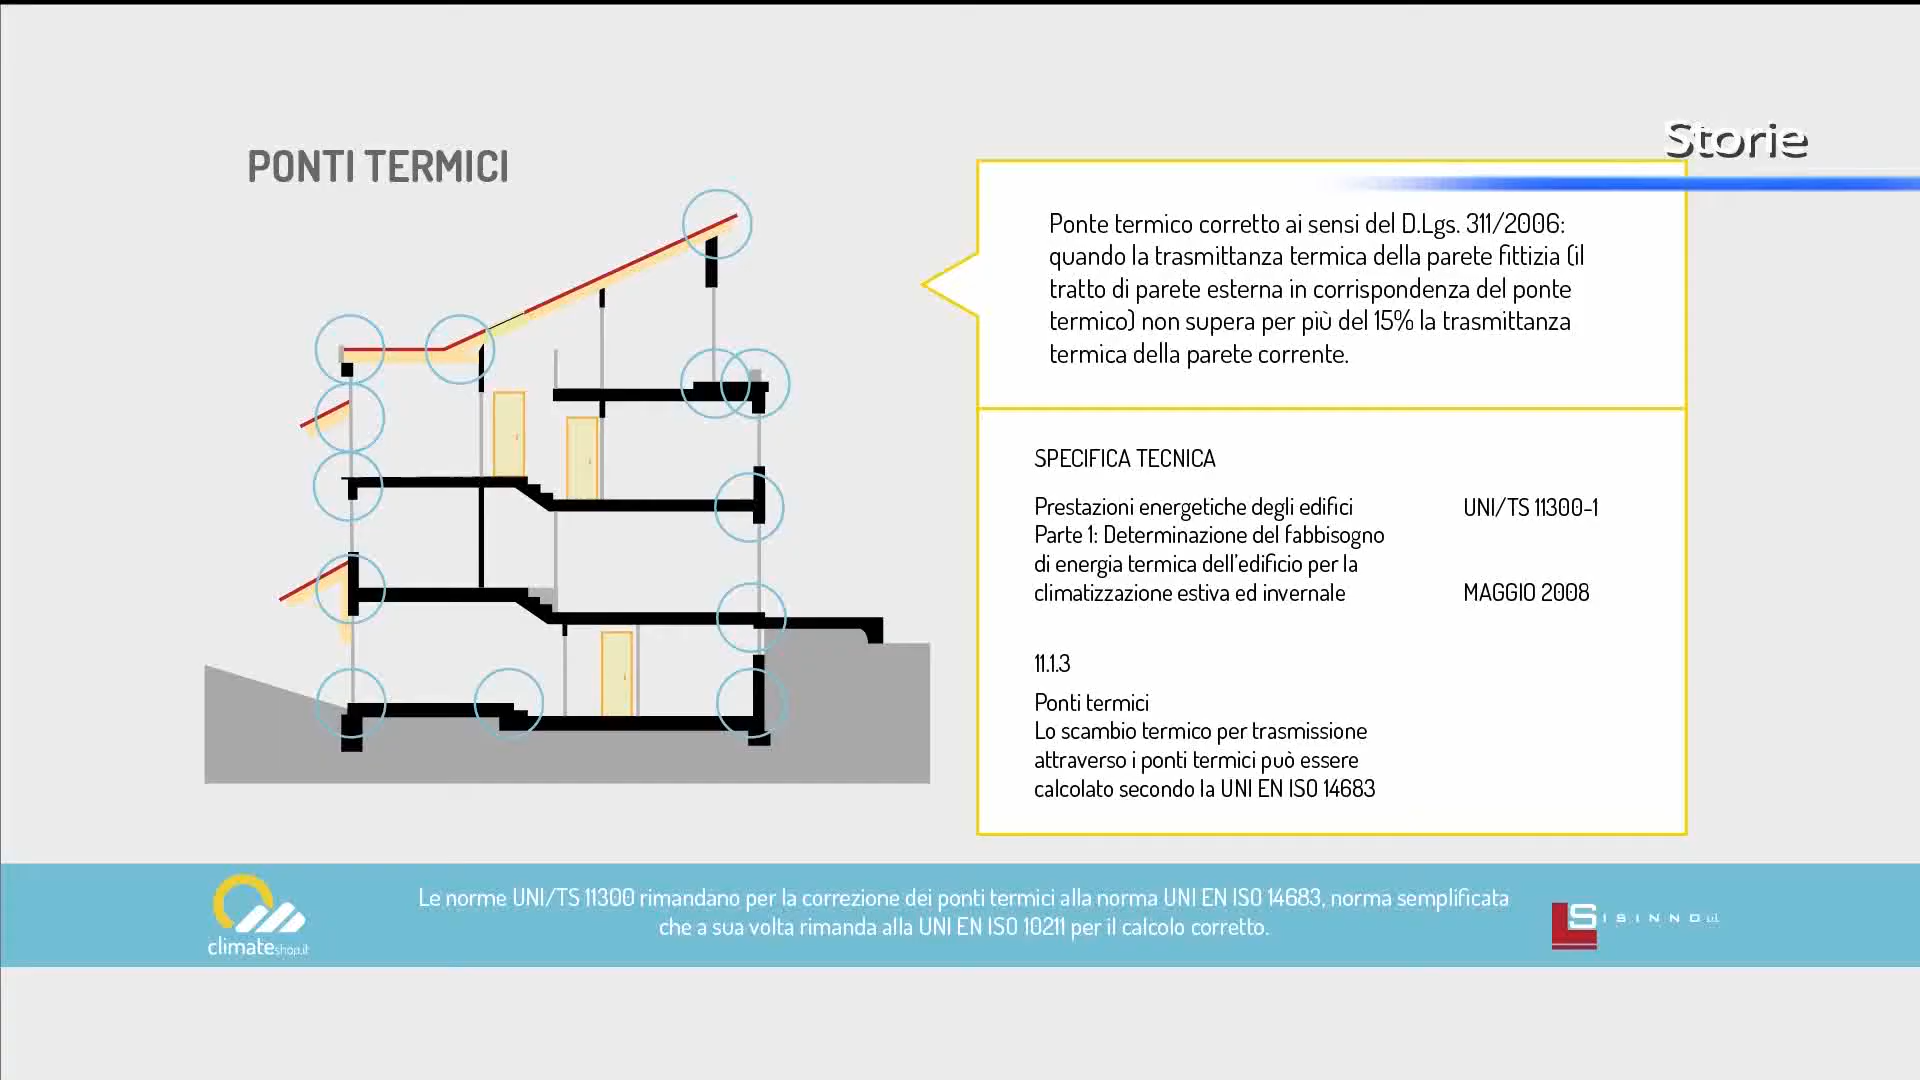 Storie
PONTI TERMICI
Ponte termico corretto ai sensi del D.Lgs. 311/2006:
quando la trasmittanza termica della parete fittizia (il
tratto di parete esterna in corrispondenza del ponte
termico) non supera per più del 15% la trasmittanza
termica della parete corrente.
SPECIFICA TECNICA
Prestazioni energetiche degli edifici UNI/TS 11300-1
Parte 1: Determinazione del fabbisogno
di energia termica dell'edificio per la
climatizzazione estiva ed invernale MAGGIO 2008
11.1.3
Ponti termici
Lo scambio termico per trasmissione
attraverso i ponti termici può essere
calcolato secondo la UNI EN ISO 14683
Le norme UNI/TS 11300 rimandano per la correzione dei ponti termici alla norma UNI EN ISO 14683, norma semplificata
che a sua volta rimanda alla UNI EN ISO 10211 per il calcolo corretto.
climateshop.it
LS ISINNO